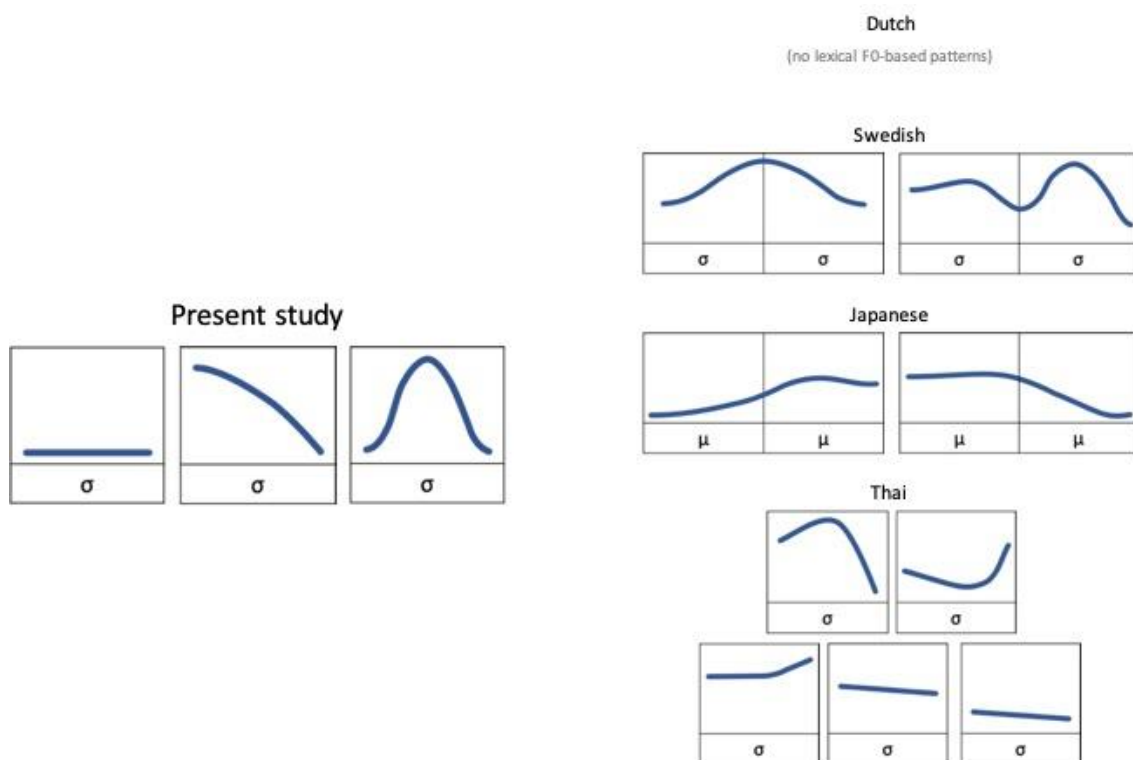 Present study
σ σ σ
Dutch
(no lexical F0-based patterns)
Swedish
σ σ σ σ
Japanese
μ μ μ μ
Thai
σ σ
σ σ σ